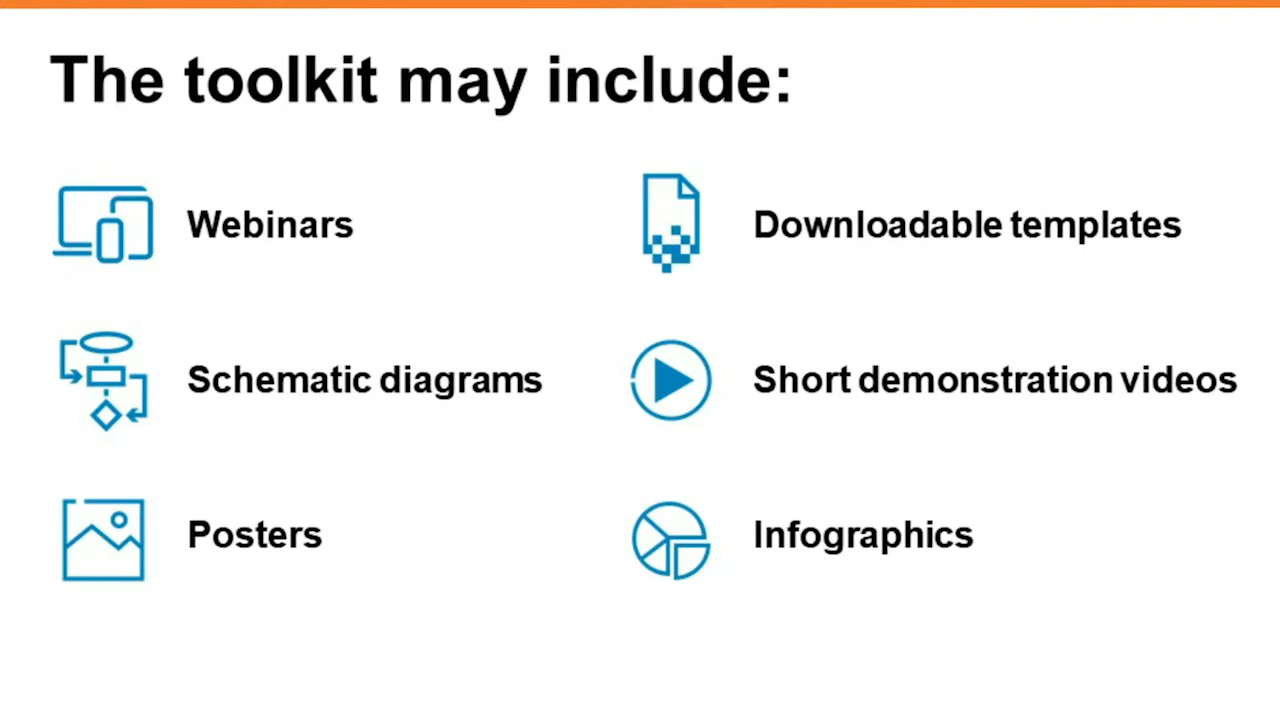 The toolkit may include:
Webinars
Downloadable templates
Schematic diagrams
Short demonstration videos
Posters
Infographics